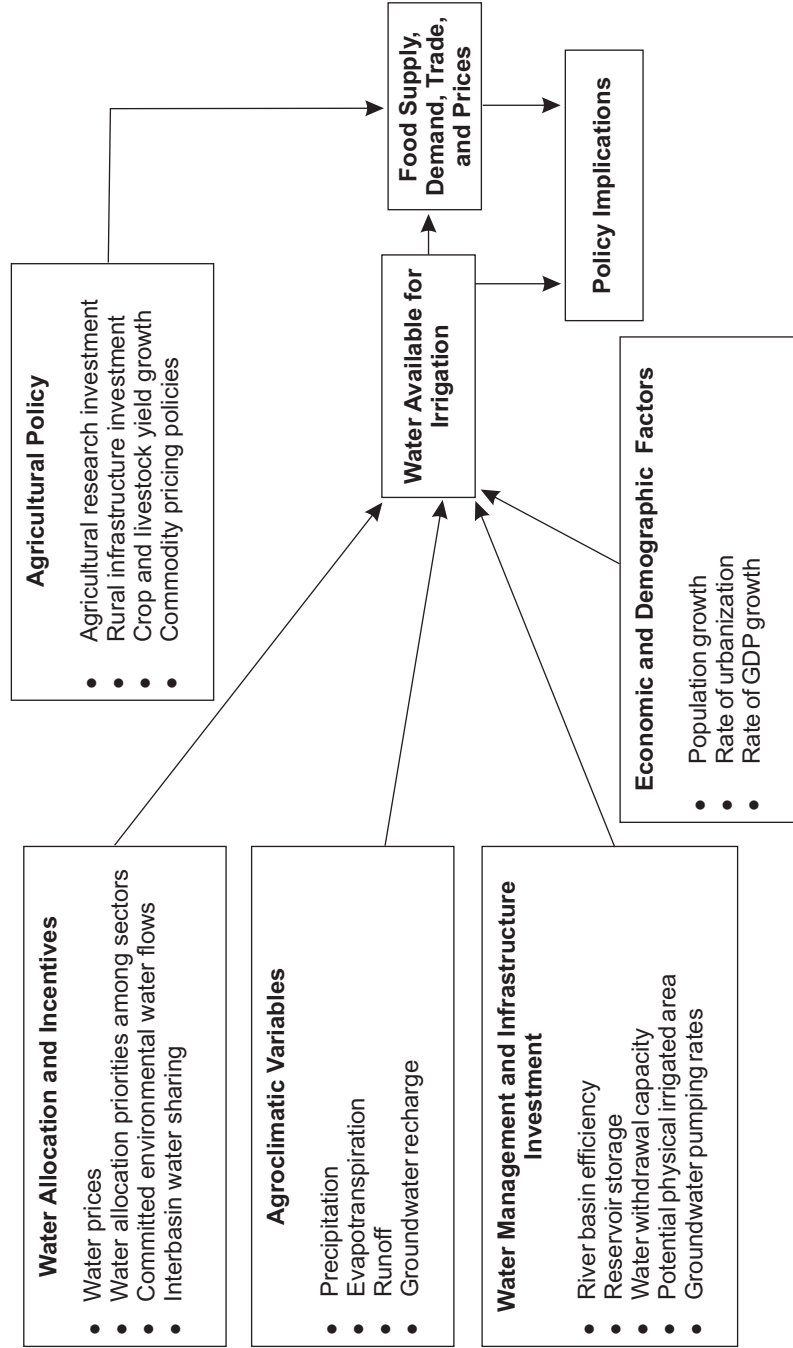 Water Allocation and Incentives
• Water prices
• Water allocation priorities among sectors
• Committed environmental water flows
• Interbasin water sharing
Agroclimatic Variables
• Precipitation
• Evapotranspiration
• Runoff
• Groundwater recharge
Water Management and Infrastructure
Investment
• River basin efficiency
• Reservoir storage
• Water withdrawal capacity
• Potential physical irrigated area
• Groundwater pumping rates
Agricultural Policy
• Agricultural research investment
• Rural infrastructure investment
• Crop and livestock yield growth
• Commodity pricing policies
Water Available for
Irrigation
Economic and Demographic Factors
• Population growth
• Rate of urbanization
• Rate of GDP growth
Food Supply,
Demand, Trade,
and Prices
Policy Implications